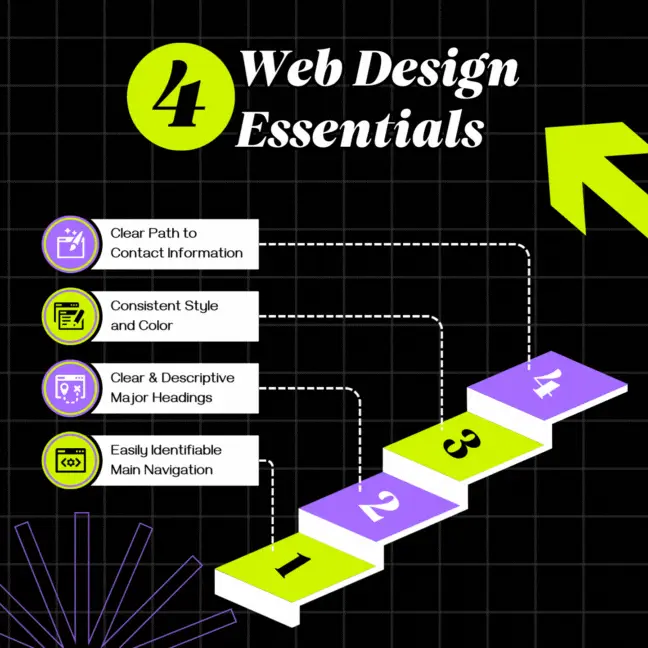 4
Web Design
Essentials
Clear Path to
Contact Information
Consistent Style
and Color
Clear & Descriptive
Major Headings
Easily Identifiable
Main Navigation
4
3
2
1